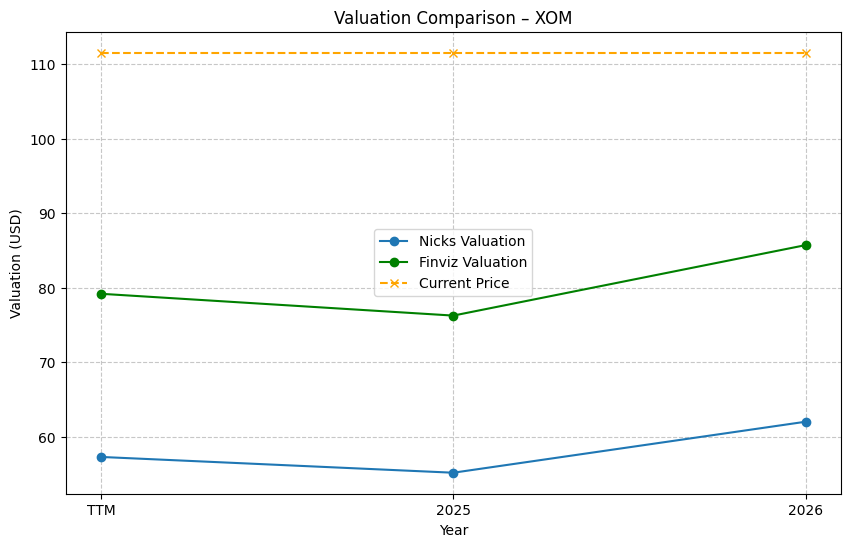 Valuation Comparison – XOM
Valuation (USD)
110
100
90
80
70
60
Nicks Valuation
Finviz Valuation
Current Price
TTM
2025
2026
Year